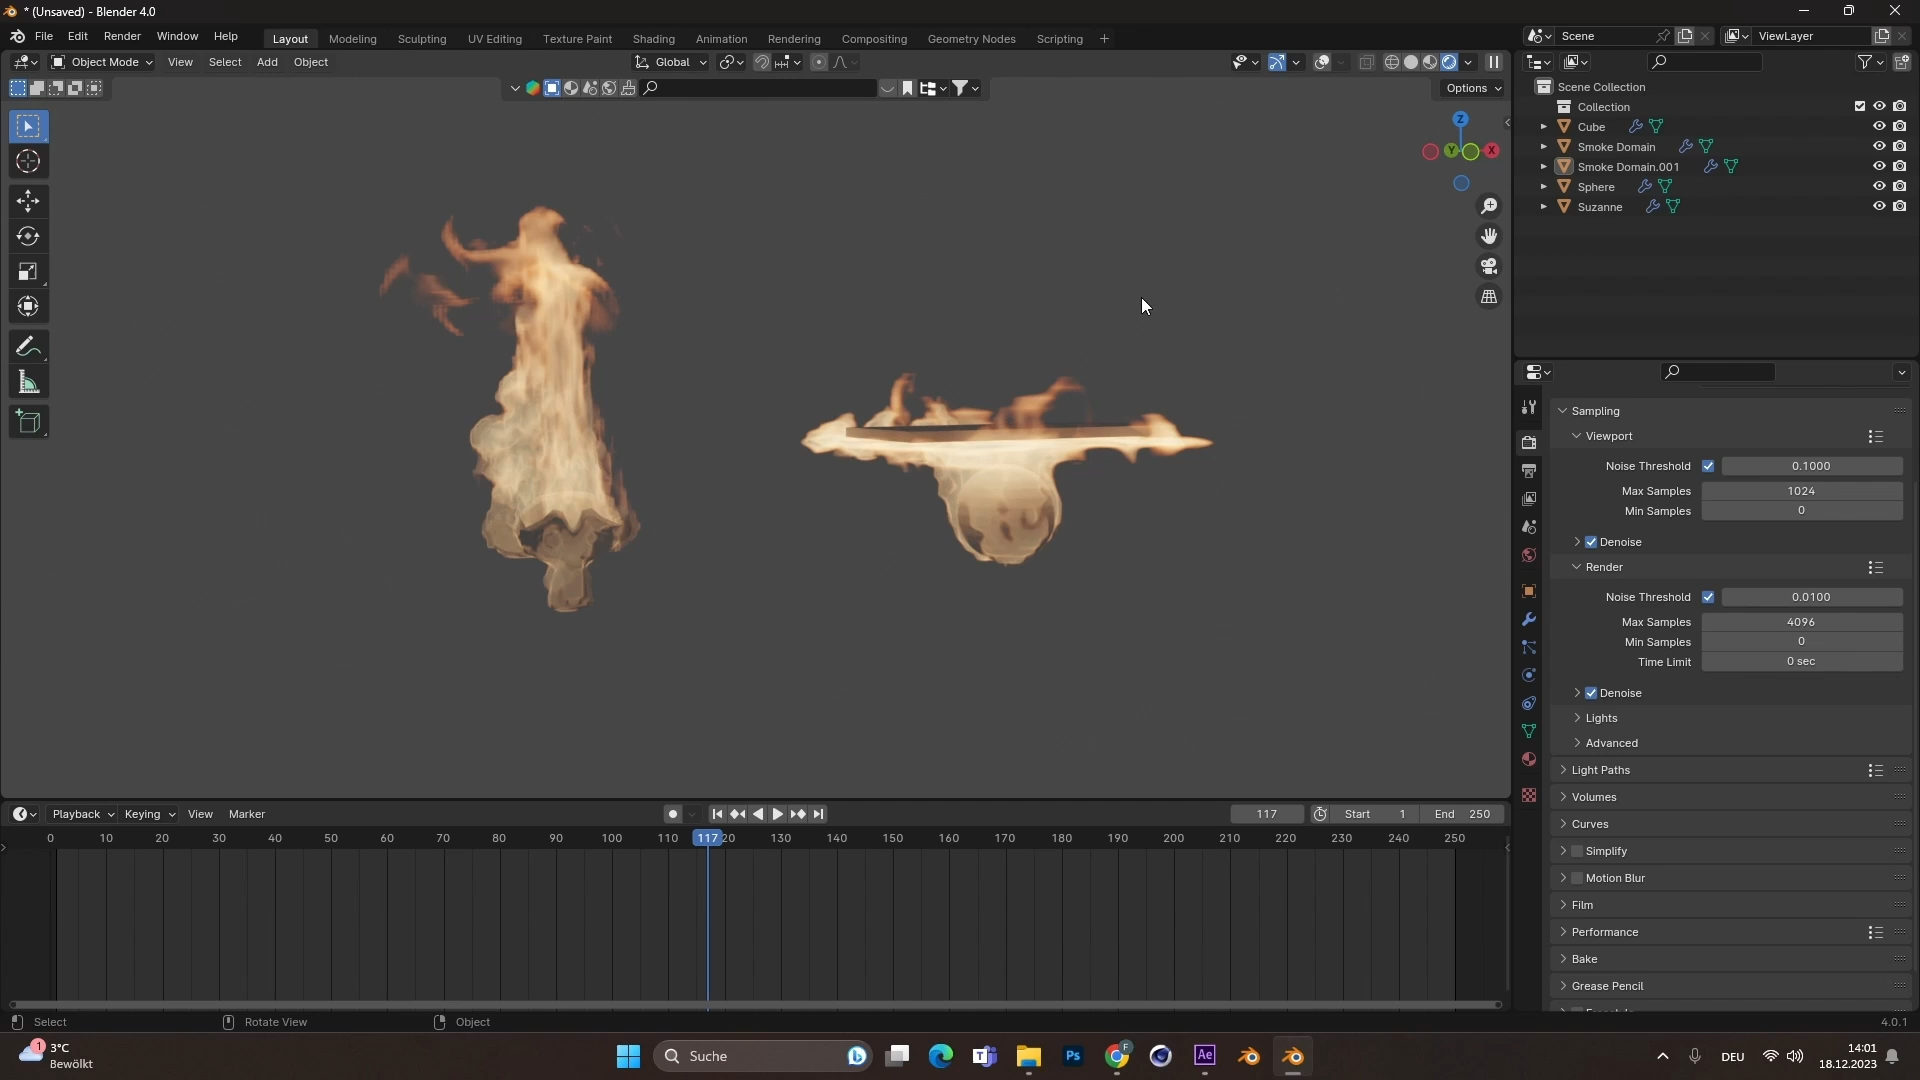 * (Unsaved) - Blender 4.0
File Edit Render Window Help Layout Modeling Sculpting UV Editing Texture Paint Shading Animation Rendering Compositing Geometry Nodes Scripting + Scene ViewLayer
Object Mode View Select Add Object Global
Options
Scene Collection
Collection
Cube
Smoke Domain
Smoke Domain.001
Sphere
Suzanne
Z
Y X
Sampling
Viewport
Noise Threshold 0.1000
Max Samples 1024
Min Samples 0
Denoise
Render
Noise Threshold 0.0100
Max Samples 4096
Min Samples 0
Time Limit 0 sec
Denoise
Lights
Advanced
Light Paths
Volumes
Curves
Simplify
Motion Blur
Film
Performance
Bake
Grease Pencil
Playback Keying View Marker 117 Start 1 End 250
0 10 20 30 40 50 60 70 80 90 100 110 117 20 130 140 150 160 170 180 190 200 210 220 230 240 250
Select Rotate View Object 4.0.1
1 3°C
Bewölkt
Suche
Ps
F
Ae
DEU
14:01
18.12.2023